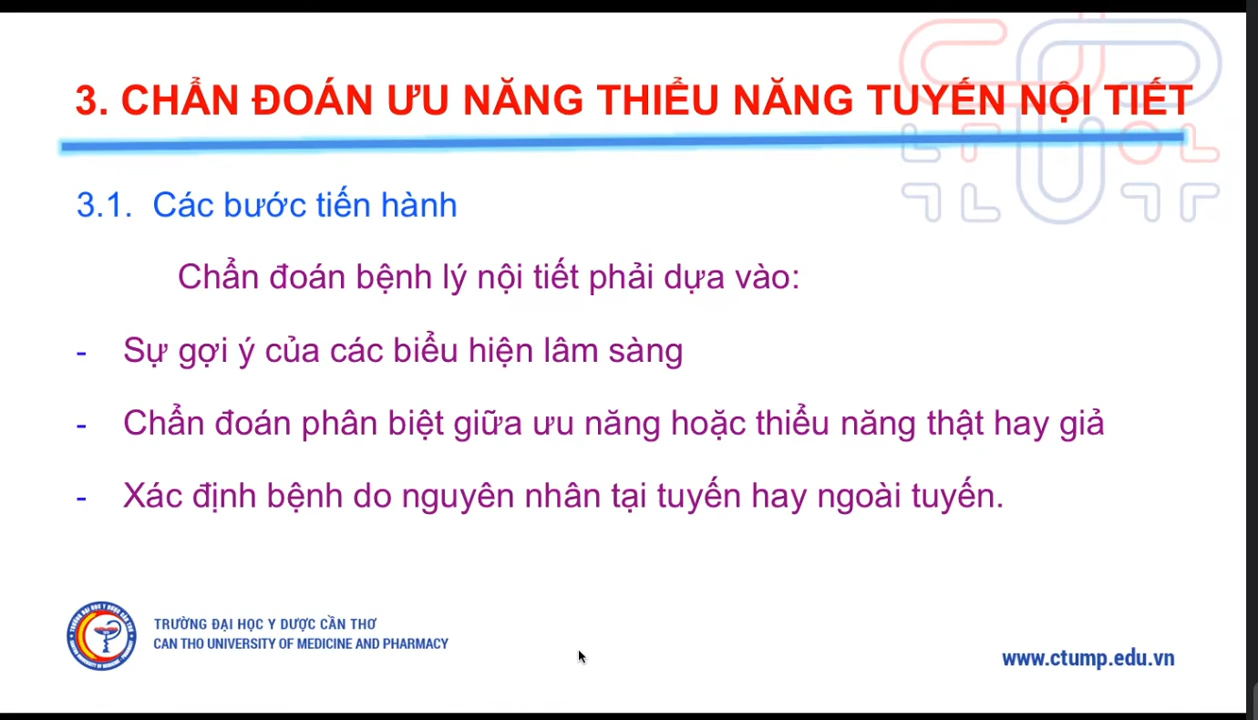 3. CHẨN ĐOÁN ƯU NĂNG THIỂU NĂNG TUYẾN NỘI TIẾT
3.1. Các bước tiến hành
Chẩn đoán bệnh lý nội tiết phải dựa vào:
- Sự gợi ý của các biểu hiện lâm sàng
- Chẩn đoán phân biệt giữa ưu năng hoặc thiểu năng thật hay giả
- Xác định bệnh do nguyên nhân tại tuyến hay ngoài tuyến.
TRƯỜNG ĐẠI HỌC Y DƯỢC CẦN THƠ
CAN THO UNIVERSITY OF MEDICINE AND PHARMACY
www.ctump.edu.vn